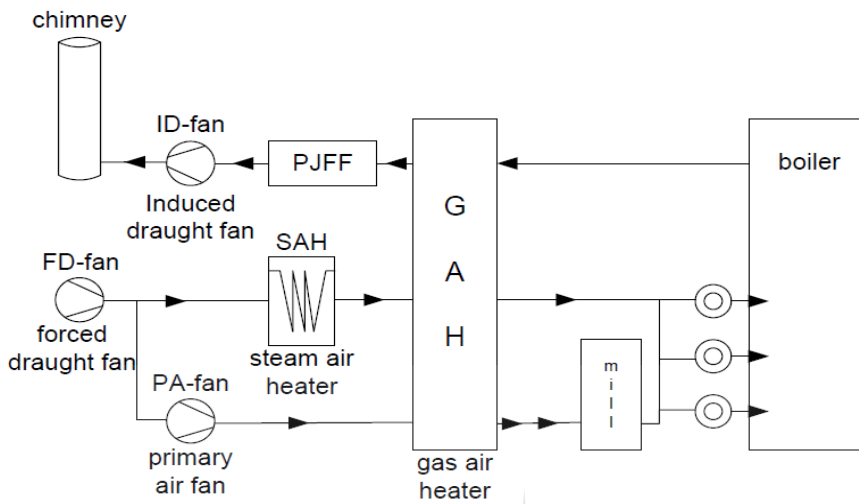 chimney
ID-fan
Induced
draught fan
PJFF
G
A
H
gas air
heater
boiler
FD-fan
forced
draught fan
SAH
steam air
heater
PA-fan
primary
air fan
m
i
l
l